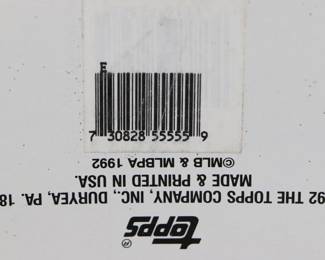 E
7 30828 55555 9
topps
92 THE TOPPS COMPANY, INC., DURYEA, PA. 18
MADE & PRINTED IN USA.
©MLB & MLBPA 1992